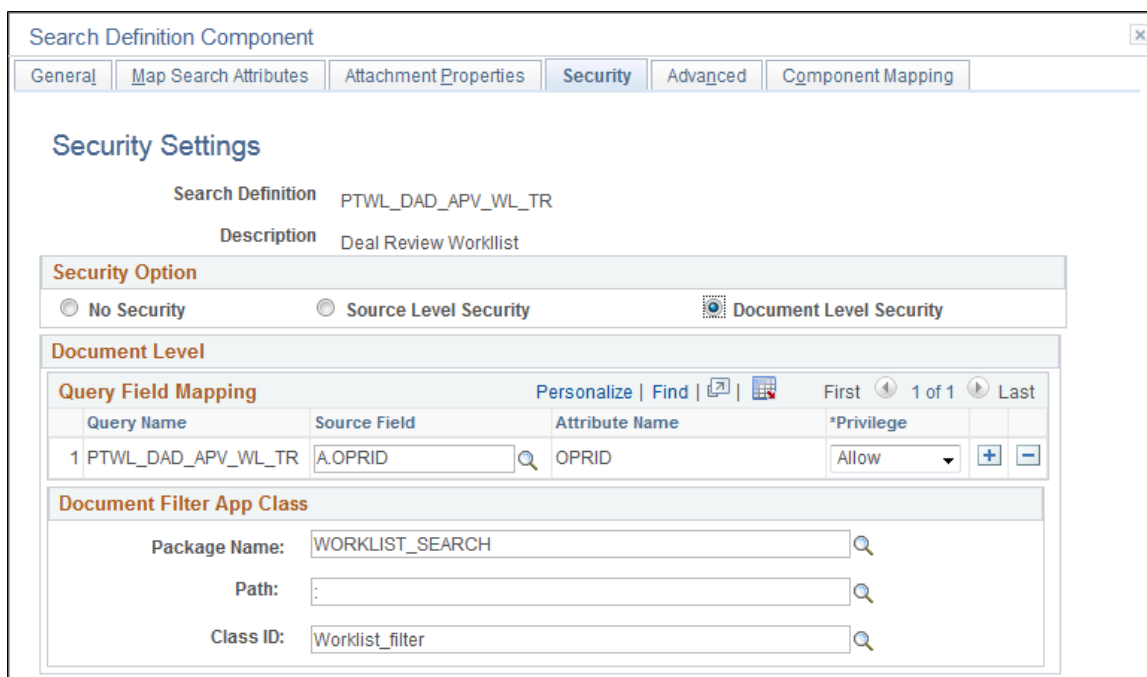 Search Definition Component
General Map Search Attributes Attachment Properties Security Advanced Component Mapping
Security Settings
Search Definition PTWL_DAD_APV_WL_TR
Description Deal Review Workllist
Security Option
No Security Source Level Security Document Level Security
Document Level
Query Field Mapping Personalize | Find | | First 1 of 1 Last
Query Name Source Field Attribute Name *Privilege
1 PTWL_DAD_APV_WL_TR A.OPRID OPRID Allow
Document Filter App Class
Package Name: WORKLIST_SEARCH
Path: :
Class ID: Worklist_filter